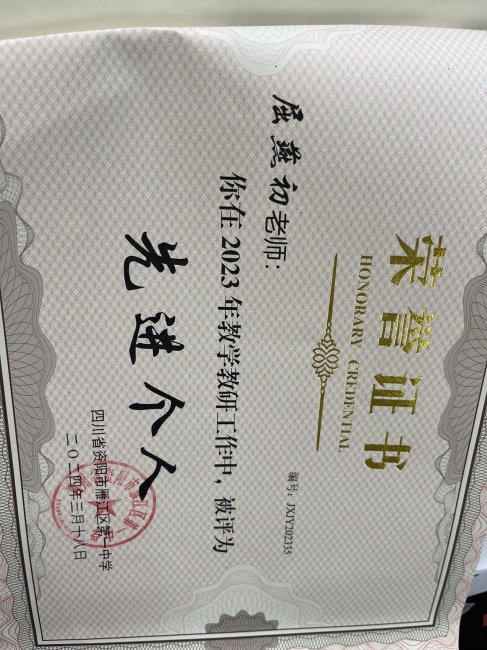 荣誉证书
HONORARY CREDENTIAL
编号：JXJY202335
屈燕初老师：
你在2023年教学教研工作中，被评为
先进个人
四川省资阳市雁江区第一中学
二〇二四年三月十八日